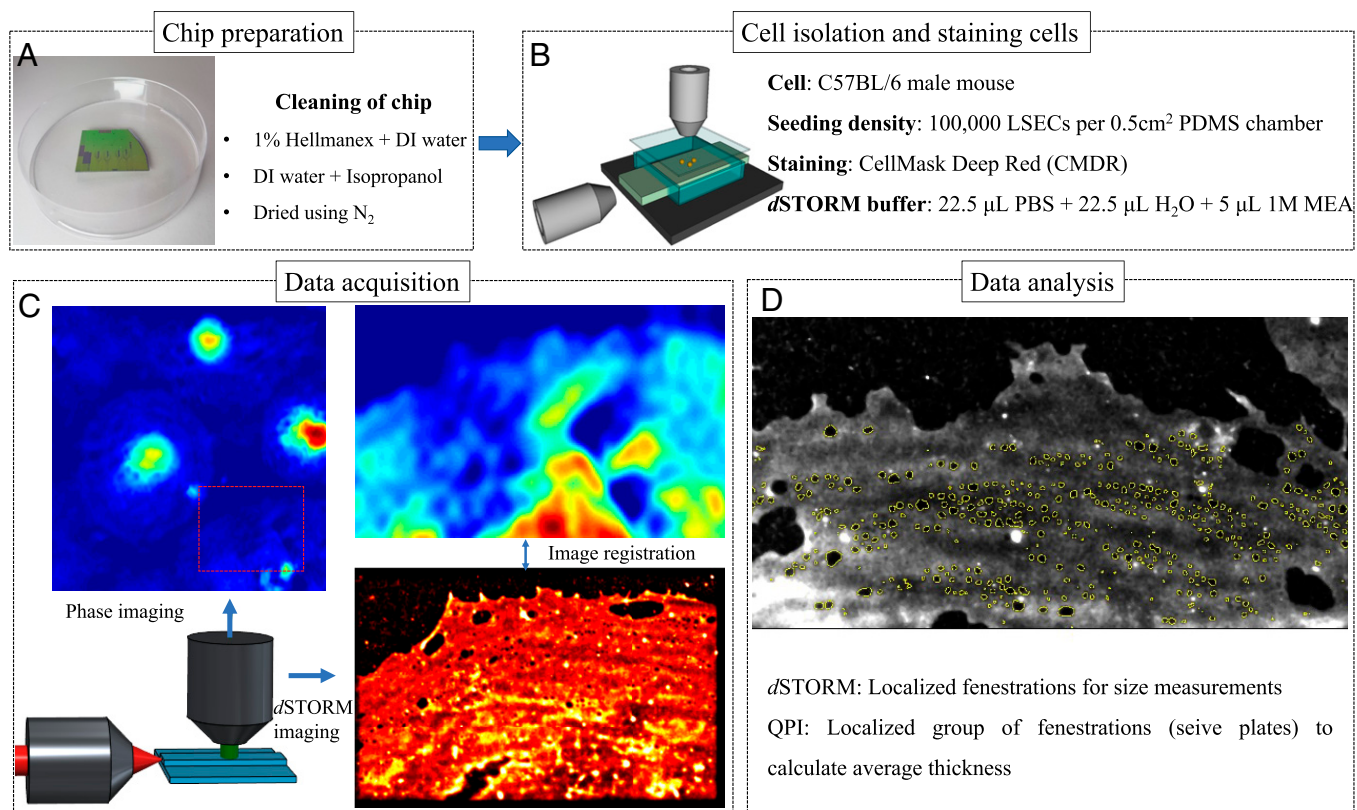 Chip preparation
A
Cleaning of chip
• 1% Hellmanex + DI water
• DI water + Isopropanol
• Dried using N₂
Cell isolation and staining cells
B
Cell: C57BL/6 male mouse
Seeding density: 100,000 LSECs per 0.5cm² PDMS chamber
Staining: CellMask Deep Red (CMDR)
dSTORM buffer: 22.5 μL PBS + 22.5 μL H₂O + 5 μL 1M MEA
Data acquisition
C
Image registration
Phase imaging
dSTORM
imaging
Data analysis
D
dSTORM: Localized fenestrations for size measurements
QPI: Localized group of fenestrations (seive plates) to
calculate average thickness